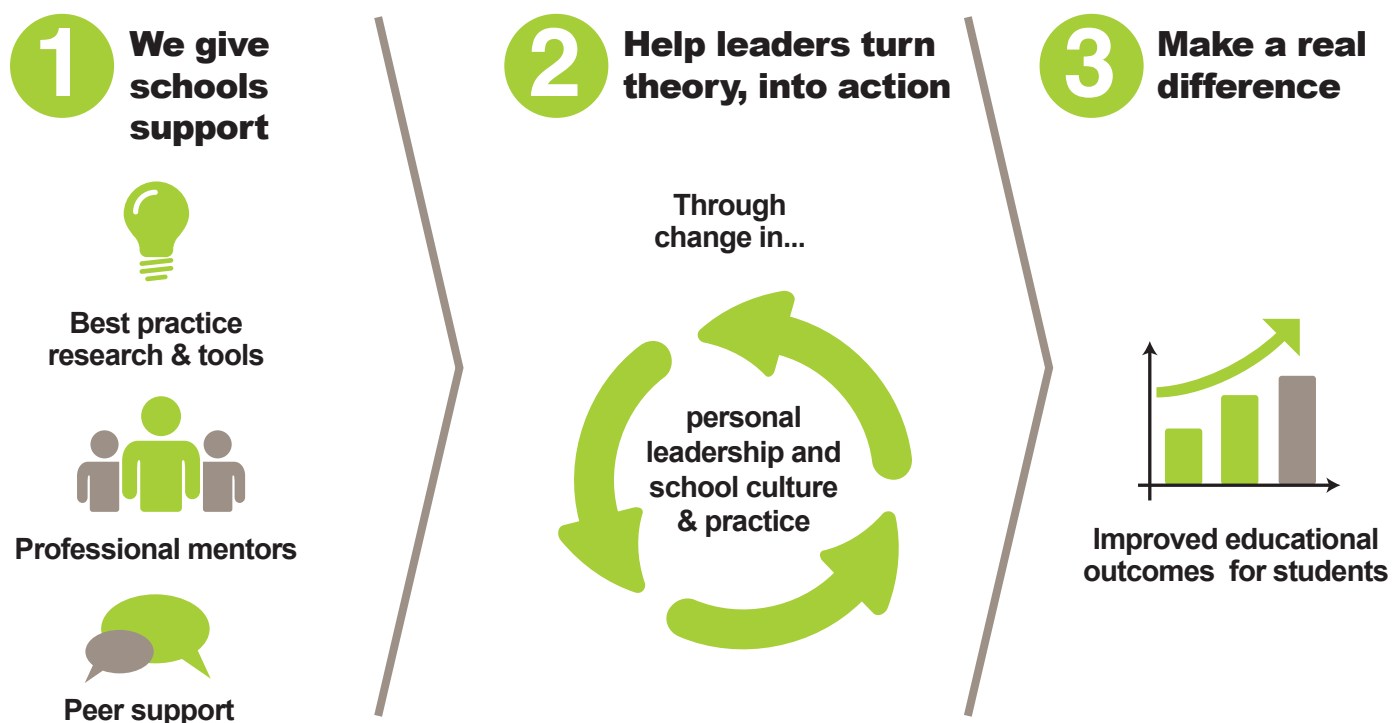 1
We give
schools
support
Best practice
research & tools
Professional mentors
Peer support
2
Help leaders turn
theory, into action
Through
change in...
personal
leadership and
school culture
& practice
3
Make a real
difference
Improved educational
outcomes for students